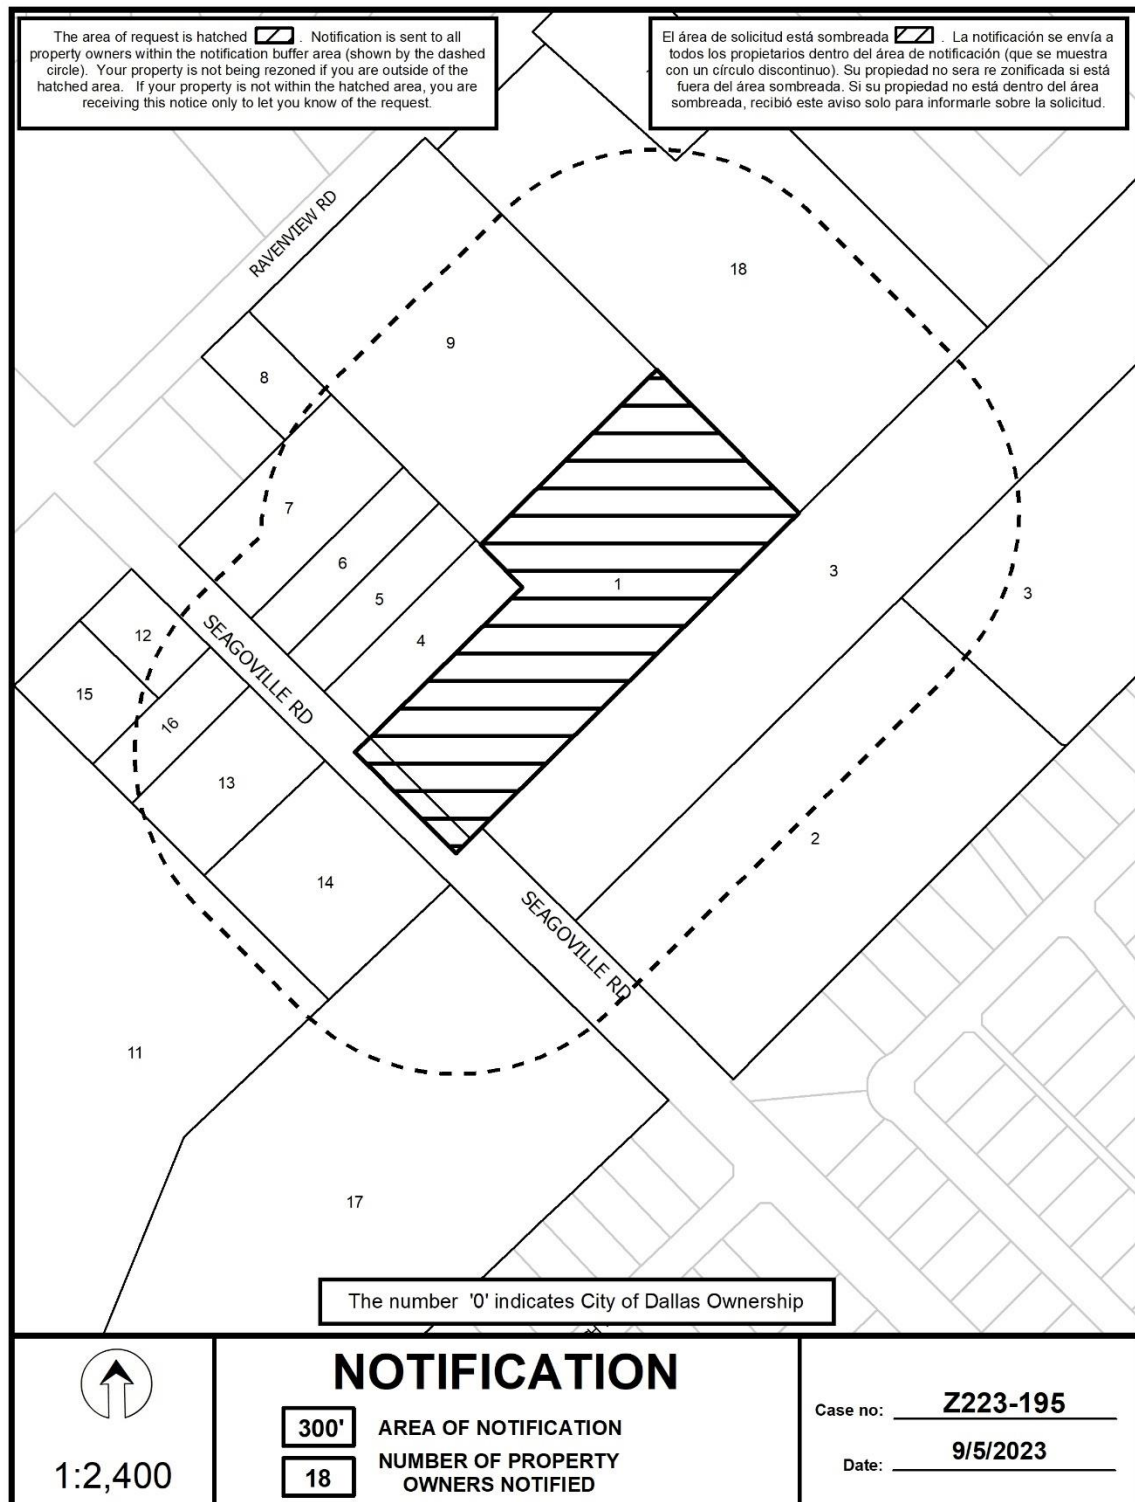 The area of request is hatched . Notification is sent to all
property owners within the notification buffer area (shown by the dashed
circle). Your property is not being rezoned if you are outside of the
hatched area. If your property is not within the hatched area, you are
receiving this notice only to let you know of the request.
El área de solicitud está sombreada . La notificación se envía a
todos los propietarios dentro del área de notificación (que se muestra
con un círculo discontinuo). Su propiedad no sera re zonificada si está
fuera del área sombreada. Si su propiedad no está dentro del área
sombreada, recibió este aviso solo para informarle sobre la solicitud.
RAVENVIEW RD
18
9
8
7
6
5
4
1
3
3
12
15
16
13
14
SEAGOVILLE RD
2
SEAGOVILLE RD
11
17
The number '0' indicates City of Dallas Ownership
1:2,400
NOTIFICATION
300' AREA OF NOTIFICATION
18 NUMBER OF PROPERTY
OWNERS NOTIFIED
Case no: Z223-195
Date: 9/5/2023